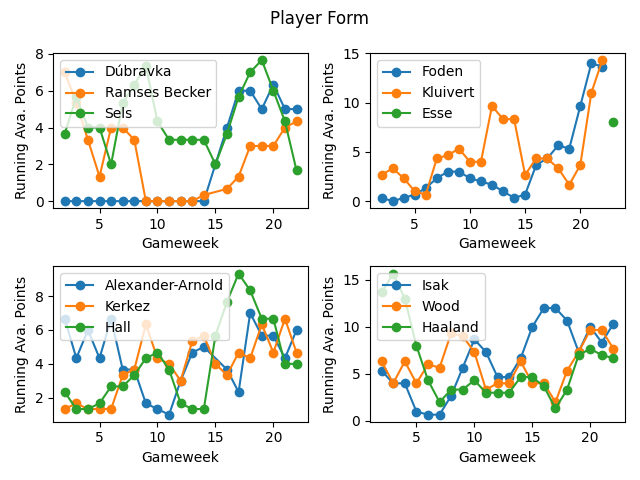 Player Form
8
6
4
2
0
Running Ava. Points
Dúbravka
Ramses Becker
Sels
5
10
15
20
Gameweek
15
10
5
0
Running Ava. Points
Foden
Kluivert
Esse
5
10
15
20
Gameweek
8
6
4
2
Running Ava. Points
Alexander-Arnold
Kerkez
Hall
5
10
15
20
Gameweek
15
10
5
0
Running Ava. Points
Isak
Wood
Haaland
5
10
15
20
Gameweek